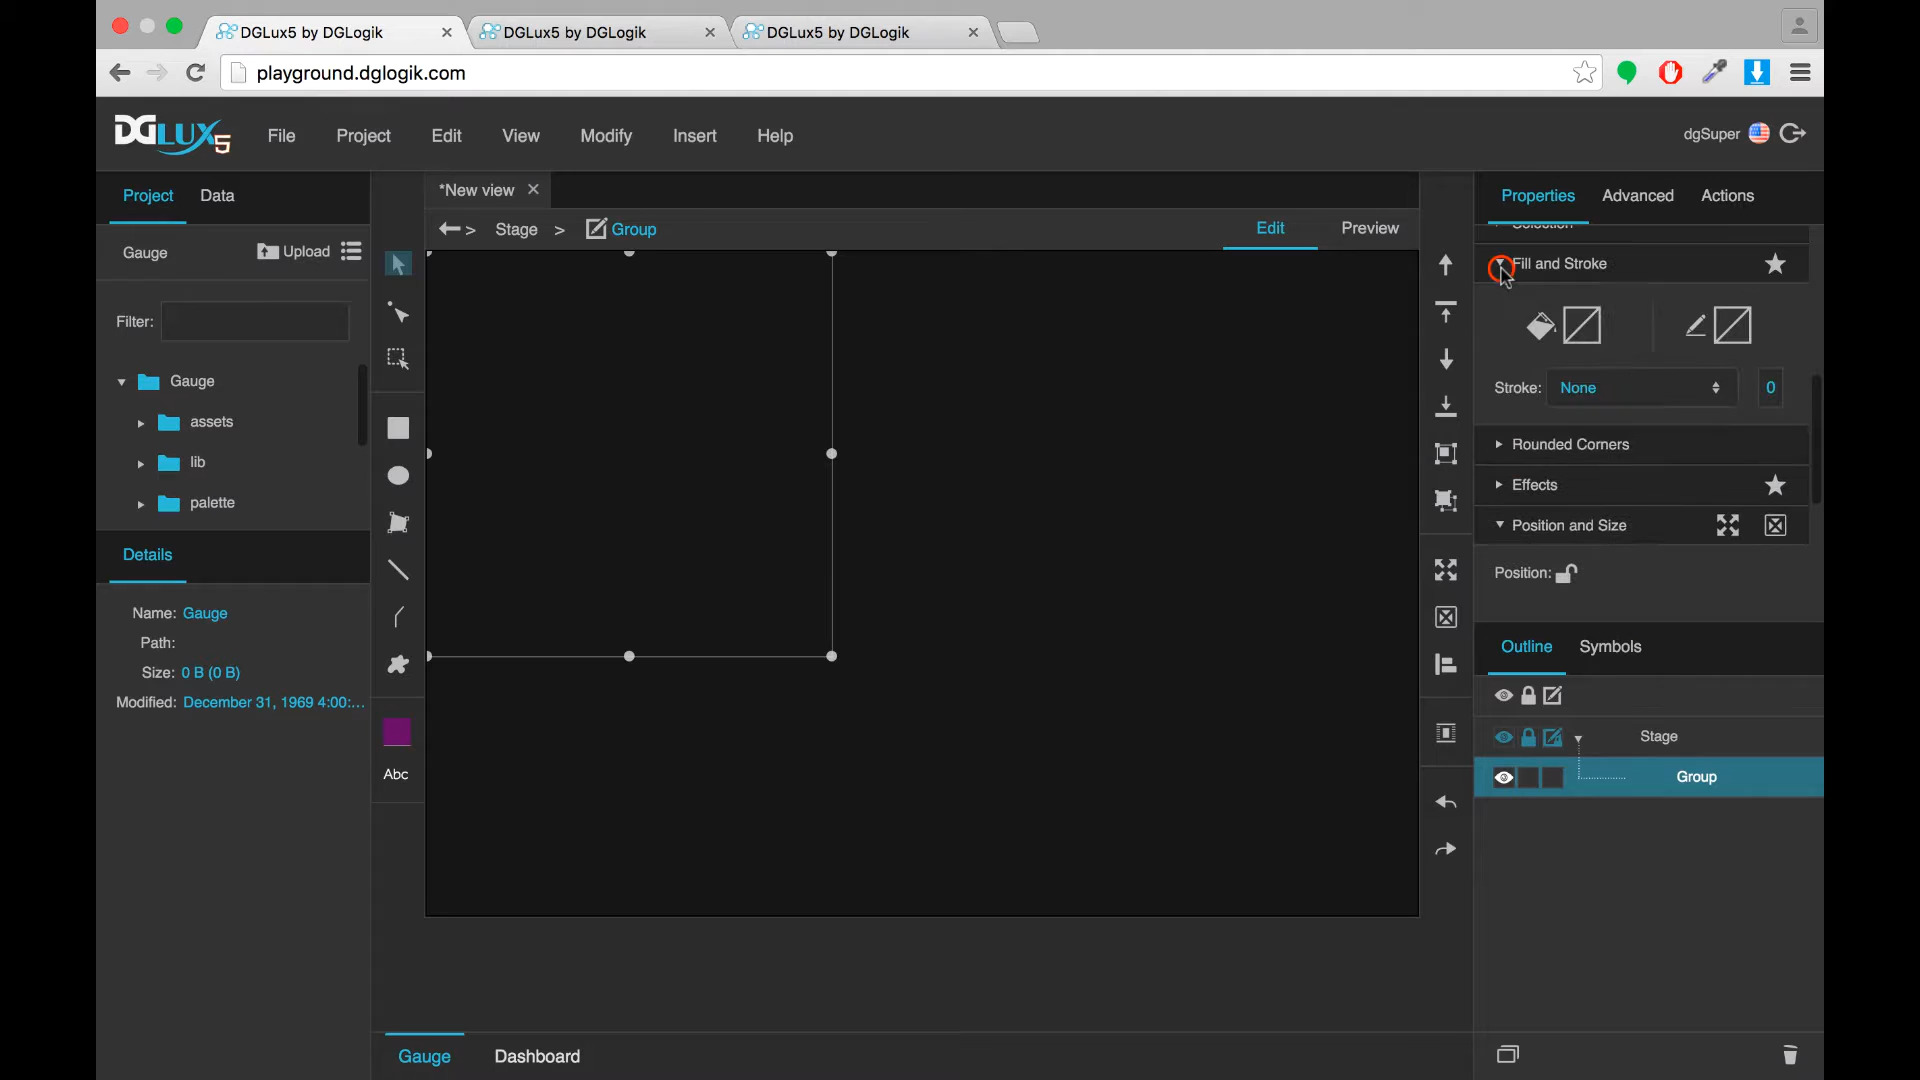 DGLux5 by DGLogik
DGLux5 by DGLogik
DGLux5 by DGLogik
playground.dglogik.com
DGLUX5
File
Project
Edit
View
Modify
Insert
Help
dgSuper
Project
Data
*New view
Properties
Advanced
Actions
Stage
>
Group
Edit
Preview
Selection
Gauge
Upload
Fill and Stroke
Filter:
Gauge
assets
lib
palette
Stroke:
None
0
Rounded Corners
Effects
Position and Size
Position:
Details
Name: Gauge
Path:
Size: 0 B (0 B)
Modified: December 31, 1969 4:00:...
Outline
Symbols
Stage
Group
Abc
Gauge
Dashboard